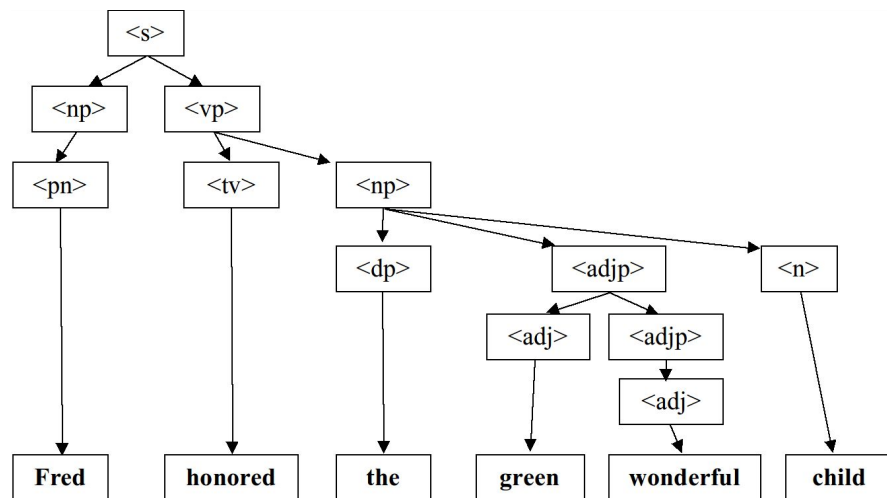 <s>
<np> <vp>
<pn> <tv> <np>
<dp> <adjp> <n>
<adj> <adjp>
<adj>
Fred honored the green wonderful child